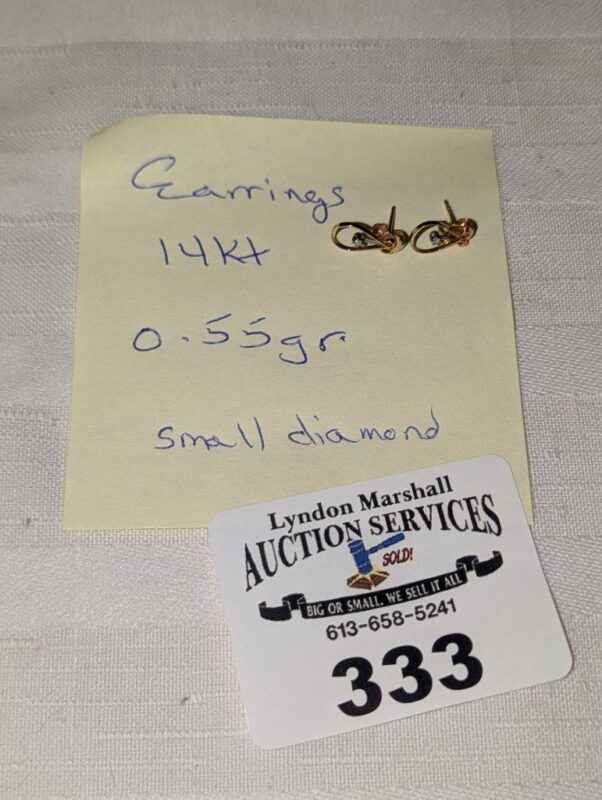 Earrings
14Kt
0.55gr.
small diamond
Lyndon Marshall
AUCTION SERVICES
SOLD!
BIG OR SMALL, WE SELL IT ALL
613-658-5241
333